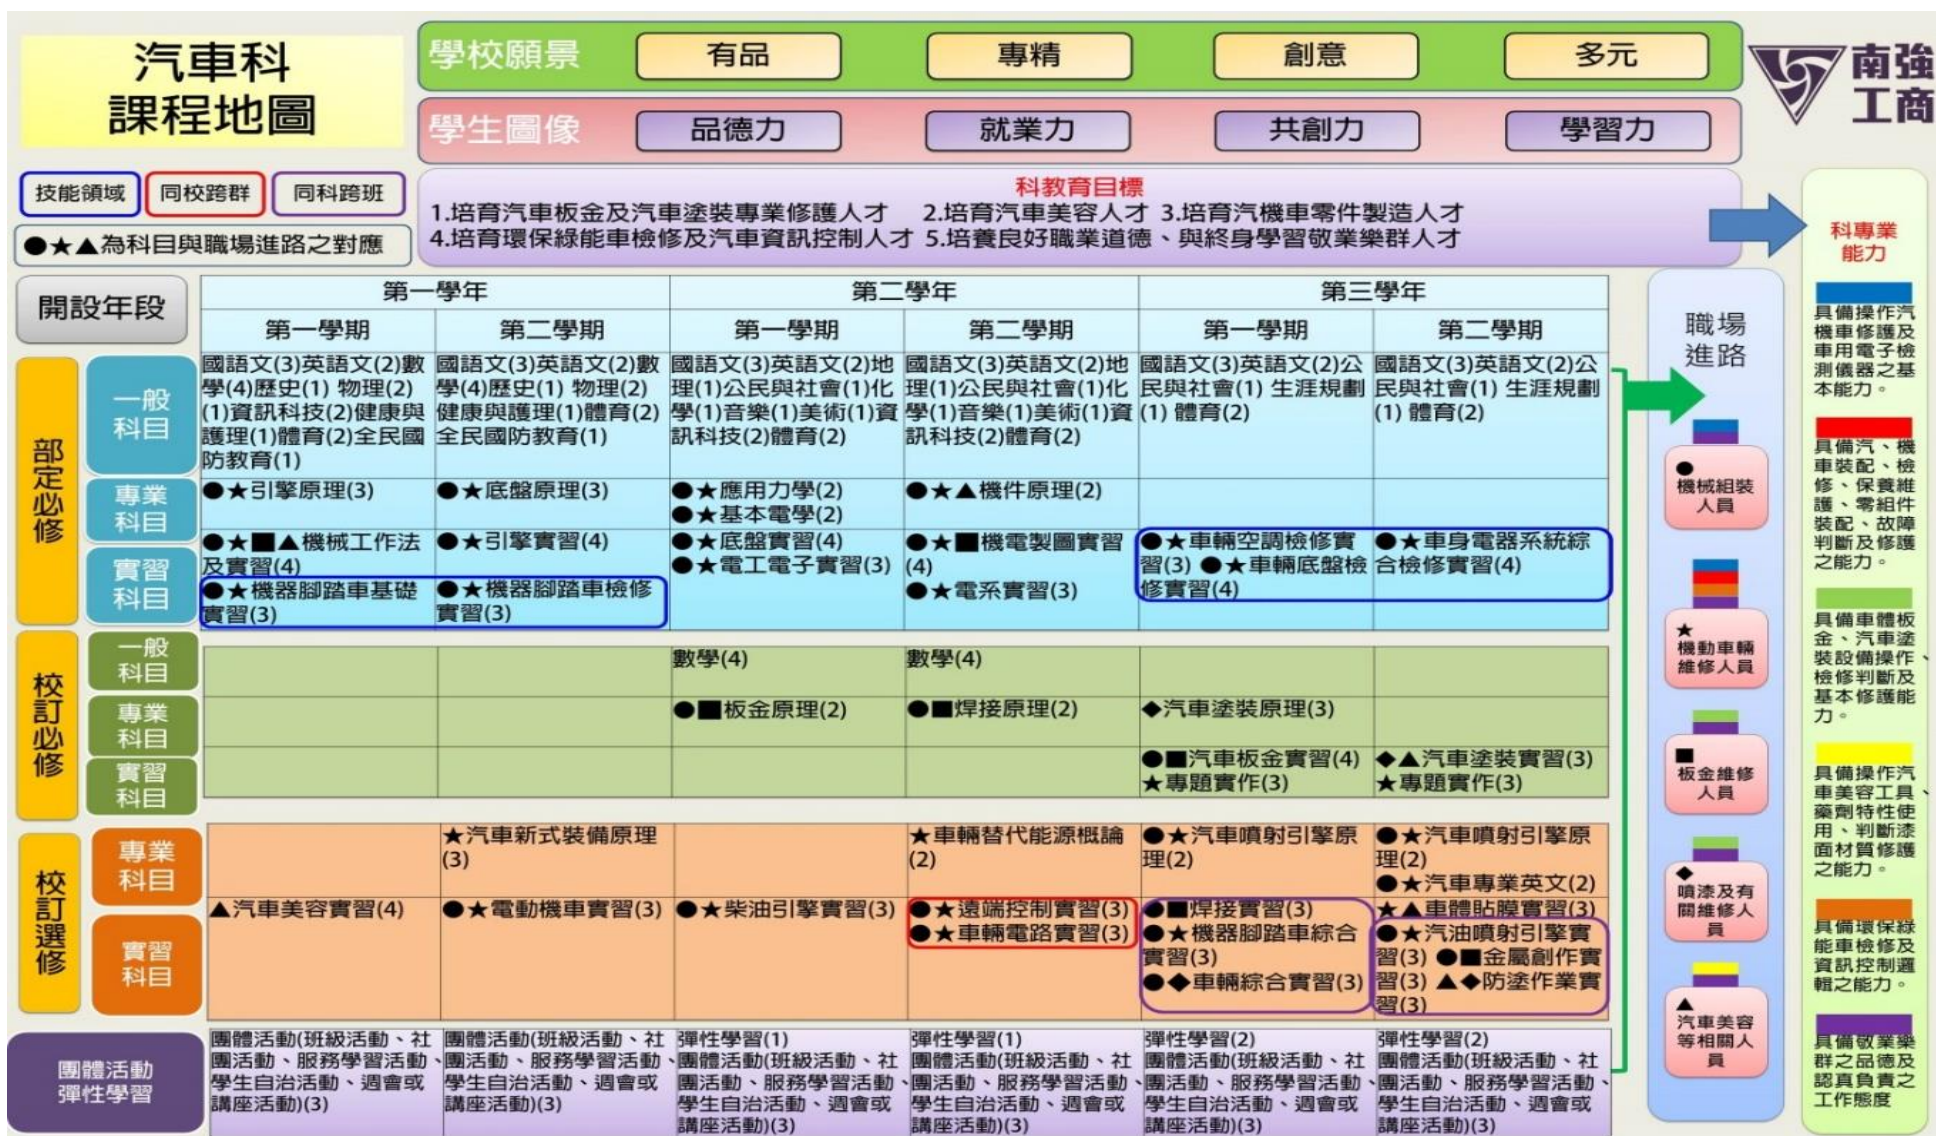 汽車科
課程地圖
學校願景
有品
專精
創意
多元
南強
工商
學生圖像
品德力
就業力
共創力
學習力
技能領域
同校跨群
同科跨班
●★▲為科目與職場進路之對應
科教育目標
1.培育汽車板金及汽車塗裝專業修護人才 2.培育汽車美容人才 3.培育汽機車零件製造人才
4.培育環保綠能車檢修及汽車資訊控制人才 5.培養良好職業道德、與終身學習敬業樂群人才
開設年段
第一學年
第二學年
第三學年
第一學期
第二學期
第一學期
第二學期
第一學期
第二學期
部定必修
一般
科目
國語文(3)英語文(2)數
學(4)歷史(1) 物理(2)
(1)資訊科技(2)健康與
護理(1)體育(2)全民國
防教育(1)
國語文(3)英語文(2)數
學(4)歷史(1) 物理(2)
健康與護理(1)體育(2)
全民國防教育(1)
國語文(3)英語文(2)地
理(1)公民與社會(1)化
學(1)音樂(1)美術(1)資
訊科技(2)體育(2)
國語文(3)英語文(2)地
理(1)公民與社會(1)化
學(1)音樂(1)美術(1)資
訊科技(2)體育(2)
國語文(3)英語文(2)公
民與社會(1) 生涯規劃
(1) 體育(2)
國語文(3)英語文(2)公
民與社會(1) 生涯規劃
(1) 體育(2)
專業
科目
●★引擎原理(3)
●★底盤原理(3)
●★應用力學(2)
●★基本電學(2)
●★▲機件原理(2)
實習
科目
●★■▲機械工作法
及實習(4)
●★機器腳踏車基礎
實習(3)
●★引擎實習(4)
●★機器腳踏車檢修
實習(3)
●★底盤實習(4)
●★電工電子實習(3)
●★■機電製圖實習
(4)
●★電系實習(3)
●★車輛空調檢修實
習(3) ●★車輛底盤檢
修實習(4)
●★車身電器系統綜
合檢修實習(4)
校訂必修
一般
科目
數學(4)
數學(4)
專業
科目
●■板金原理(2)
●■焊接原理(2)
◆汽車塗裝原理(3)
實習
科目
●■汽車板金實習(4)
★專題實作(3)
◆▲汽車塗裝實習(3)
★專題實作(3)
校訂選修
專業
科目
★汽車新式裝備原理
(3)
★車輛替代能源概論
(2)
●★汽車噴射引擎原
理(2)
●★汽車噴射引擎原
理(2)
●★汽車專業英文(2)
實習
科目
▲汽車美容實習(4)
●★電動機車實習(3)
●★柴油引擎實習(3)
●★遠端控制實習(3)
●★車輛電路實習(3)
●■焊接實習(3)
●★機器腳踏車綜合
實習(3)
●◆車輛綜合實習(3)
★▲車體貼膜實習(3)
●★汽油噴射引擎實
習(3) ●■金屬創作實
習(3) ▲◆防塗作業實
習(3)
團體活動
彈性學習
團體活動(班級活動、社
團活動、服務學習活動、
學生自治活動、週會或
講座活動)(3)
團體活動(班級活動、社
團活動、服務學習活動、
學生自治活動、週會或
講座活動)(3)
彈性學習(1)
團體活動(班級活動、社
團活動、服務學習活動、
學生自治活動、週會或
講座活動)(3)
彈性學習(1)
團體活動(班級活動、社
團活動、服務學習活動、
學生自治活動、週會或
講座活動)(3)
彈性學習(2)
團體活動(班級活動、社
團活動、服務學習活動、
學生自治活動、週會或
講座活動)(3)
彈性學習(2)
團體活動(班級活動、社
團活動、服務學習活動、
學生自治活動、週會或
講座活動)(3)
職場
進路
●
機械組裝
人員
★
機動車輛
維修人員
■
板金維修
人員
◆
噴漆及有
關維修人
員
▲
汽車美容
等相關人
員
科專業
能力
具備操作汽
機車修護及
車用電子檢
測儀器之基
本能力。
具備汽、機
車裝配、檢
修、保養維
護、零組件
裝配、故障
判斷及修護
之能力。
具備車體板
金、汽車塗
裝設備操作、
檢修判斷及
基本修護能
力。
具備操作汽
車美容工具、
藥劑特性使
用、判斷漆
面材質修護
之能力。
具備環保綠
能車檢修及
資訊控制邏
輯之能力。
具備敬業樂
群之品德及
認真負責之
工作態度